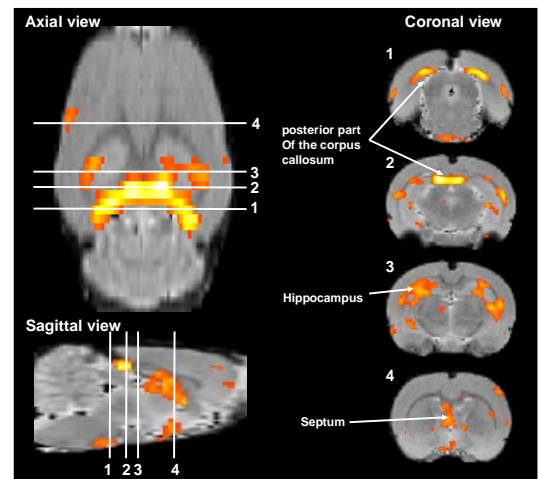 Axial view
4
3
2
1
Sagittal view
1 2 3 4
Coronal view
1
posterior part
Of the corpus
callosum
2
3
Hippocampus
4
Septum